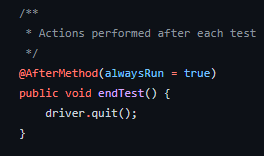 /**
 * Actions performed after each test
 */
@AfterMethod(alwaysRun = true)
public void endTest() {
    driver.quit();
}